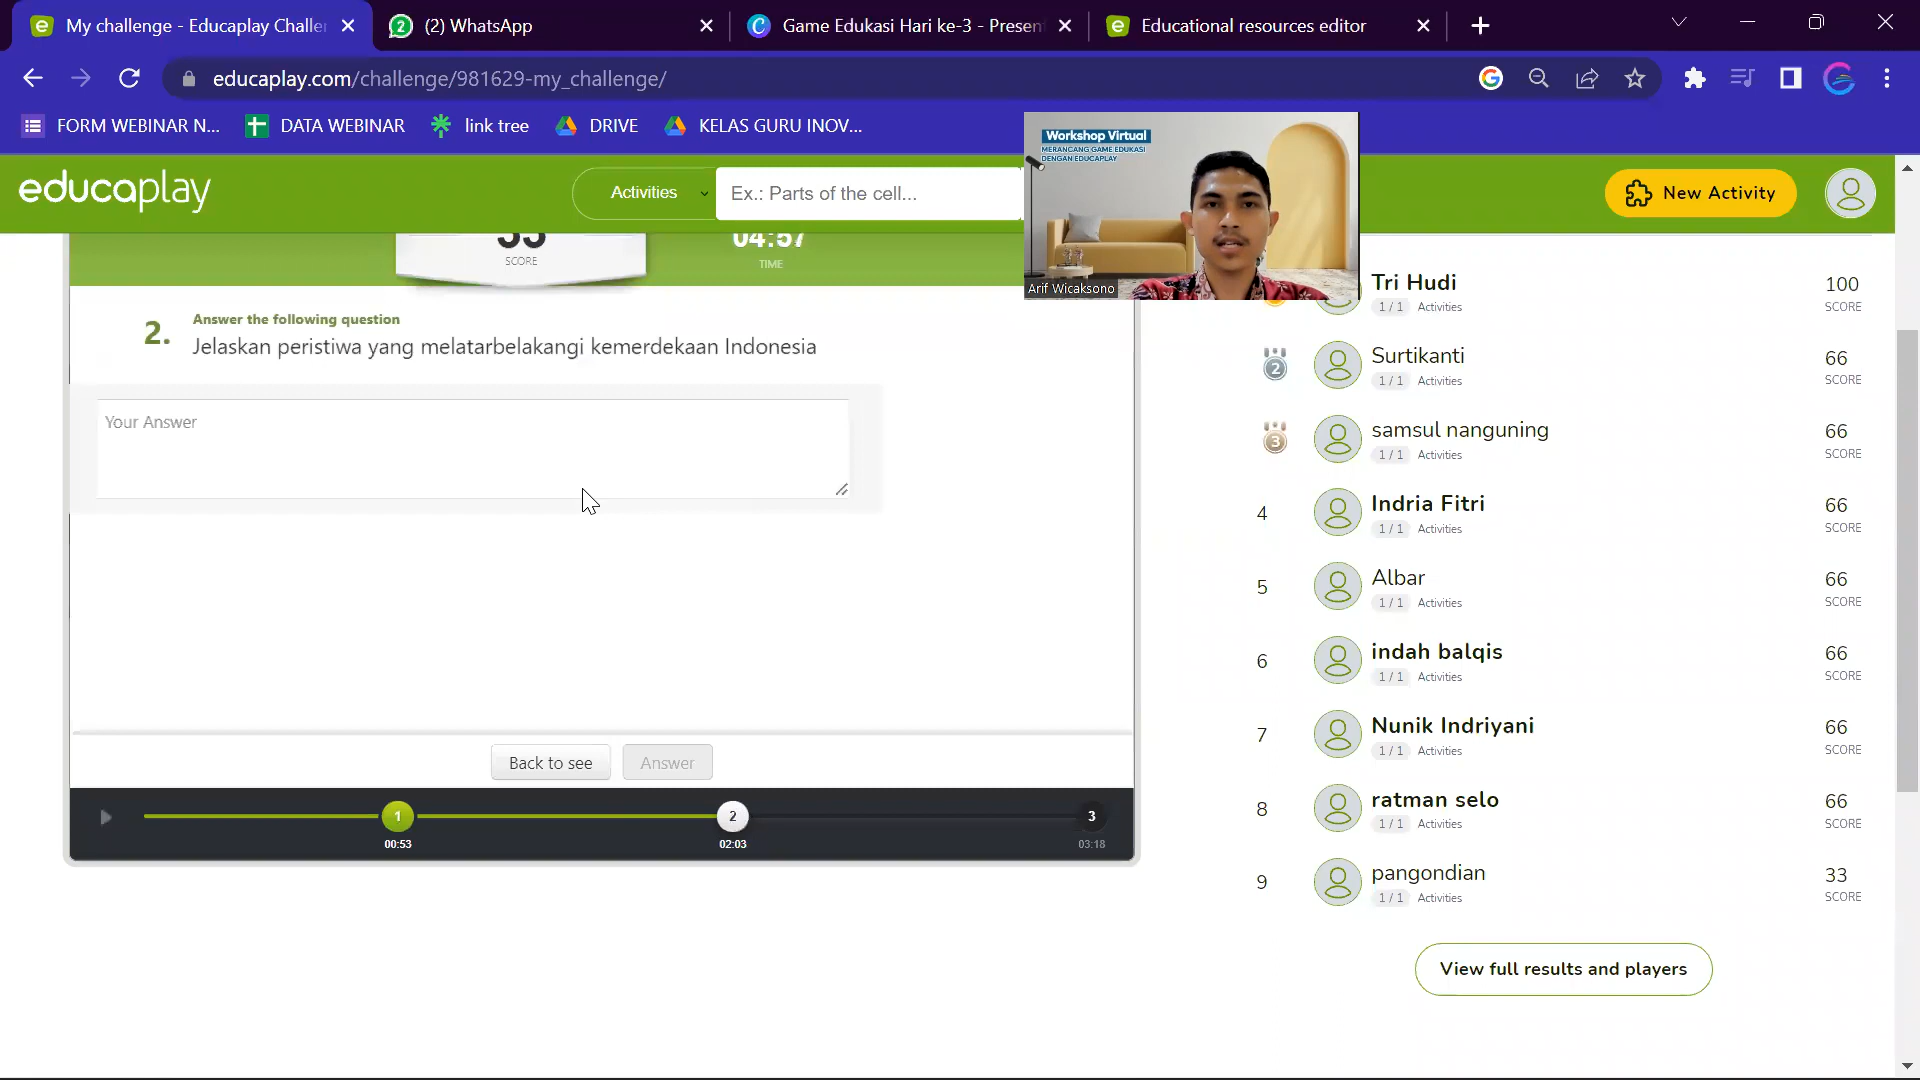 My challenge - Educaplay Challe
(2) WhatsApp
Game Edukasi Hari ke-3 - Presen
Educational resources editor
educaplay.com/challenge/981629-my_challenge/
FORM WEBINAR N...
DATA WEBINAR
link tree
DRIVE
KELAS GURU INOV...
Workshop Virtual
MERANCANG GAME EDUKASI
DENGAN EDUCAPLAY
Arif Wicaksono
educaplay
Activities
Ex.: Parts of the cell...
New Activity
33
SCORE
04:57
TIME
2.
Answer the following question
Jelaskan peristiwa yang melatarbelakangi kemerdekaan Indonesia
Your Answer
Back to see
Answer
1
00:53
2
02:03
3
03:18
Tri Hudi
1 / 1 Activities
100
SCORE
2
Surtikanti
1 / 1 Activities
66
SCORE
3
samsul nanguning
1 / 1 Activities
66
SCORE
4
Indria Fitri
1 / 1 Activities
66
SCORE
5
Albar
1 / 1 Activities
66
SCORE
6
indah balqis
1 / 1 Activities
66
SCORE
7
Nunik Indriyani
1 / 1 Activities
66
SCORE
8
ratman selo
1 / 1 Activities
66
SCORE
9
pangondian
1 / 1 Activities
33
SCORE
View full results and players